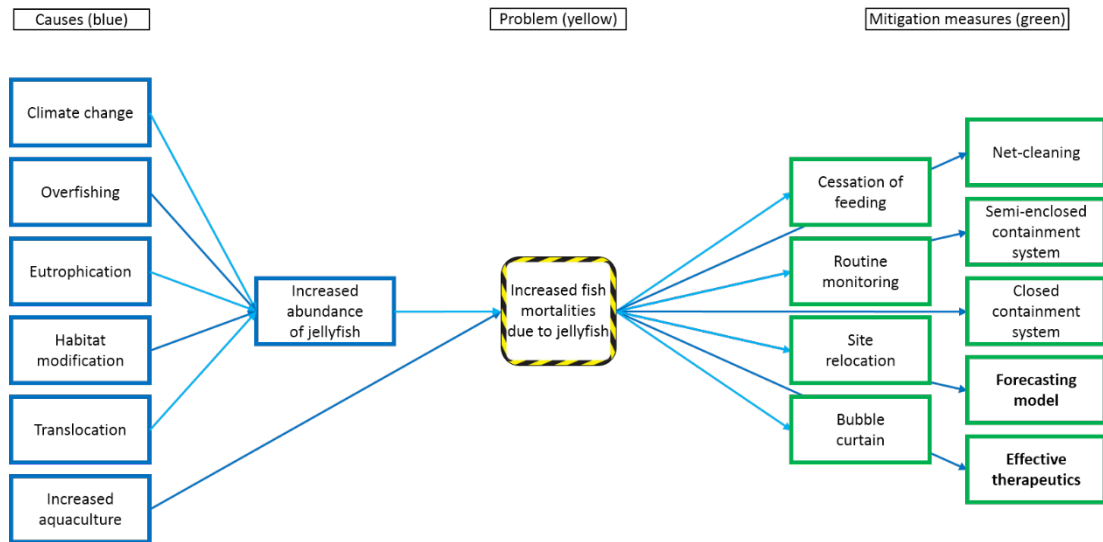 Causes (blue)
Problem (yellow)
Mitigation measures (green)
Climate change
Overfishing
Eutrophication
Habitat
modification
Translocation
Increased
aquaculture
Increased
abundance
of jellyfish
Increased fish
mortalities
due to jellyfish
Cessation of
feeding
Routine
monitoring
Site
relocation
Bubble
curtain
Net-cleaning
Semi-enclosed
containment
system
Closed
containment
system
Forecasting
model
Effective
therapeutics